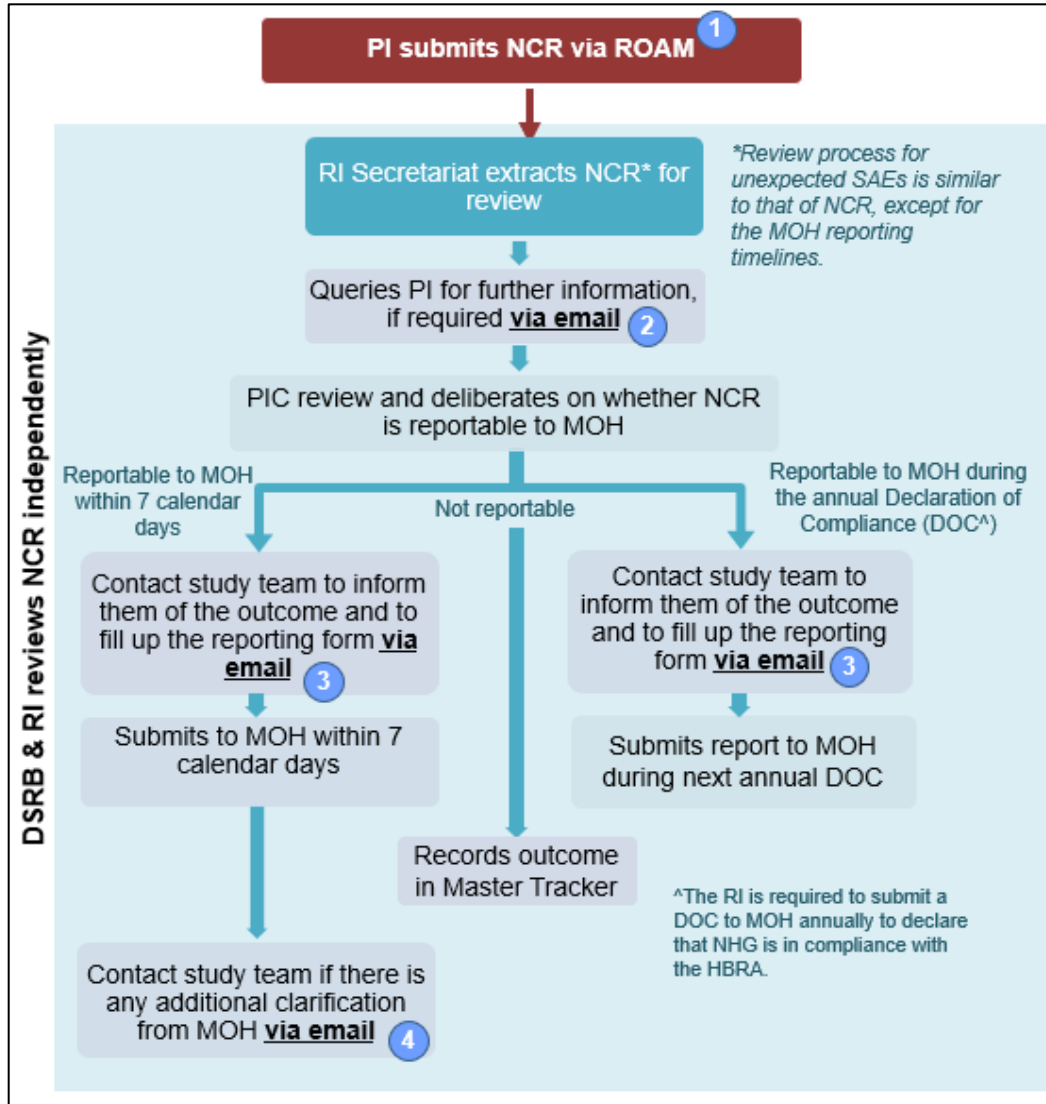 PI submits NCR via ROAM
1
DSRB & RI reviews NCR independently
RI Secretariat extracts NCR* for
review
*Review process for
unexpected SAEs is similar
to that of NCR, except for
the MOH reporting
timelines.
Queries PI for further information,
if required via email
2
PIC review and deliberates on whether NCR
is reportable to MOH
Reportable to MOH
within 7 calendar
days
Not reportable
Reportable to MOH during
the annual Declaration of
Compliance (DOC^)
Contact study team to inform
them of the outcome and to
fill up the reporting form via
email
3
Contact study team to
inform them of the outcome
and to fill up the reporting
form via email
3
Submits to MOH within 7
calendar days
Submits report to MOH
during next annual DOC
Records outcome
in Master Tracker
^The RI is required to submit a
DOC to MOH annually to declare
that NHG is in compliance with
the HBRA.
Contact study team if there is
any additional clarification
from MOH via email
4